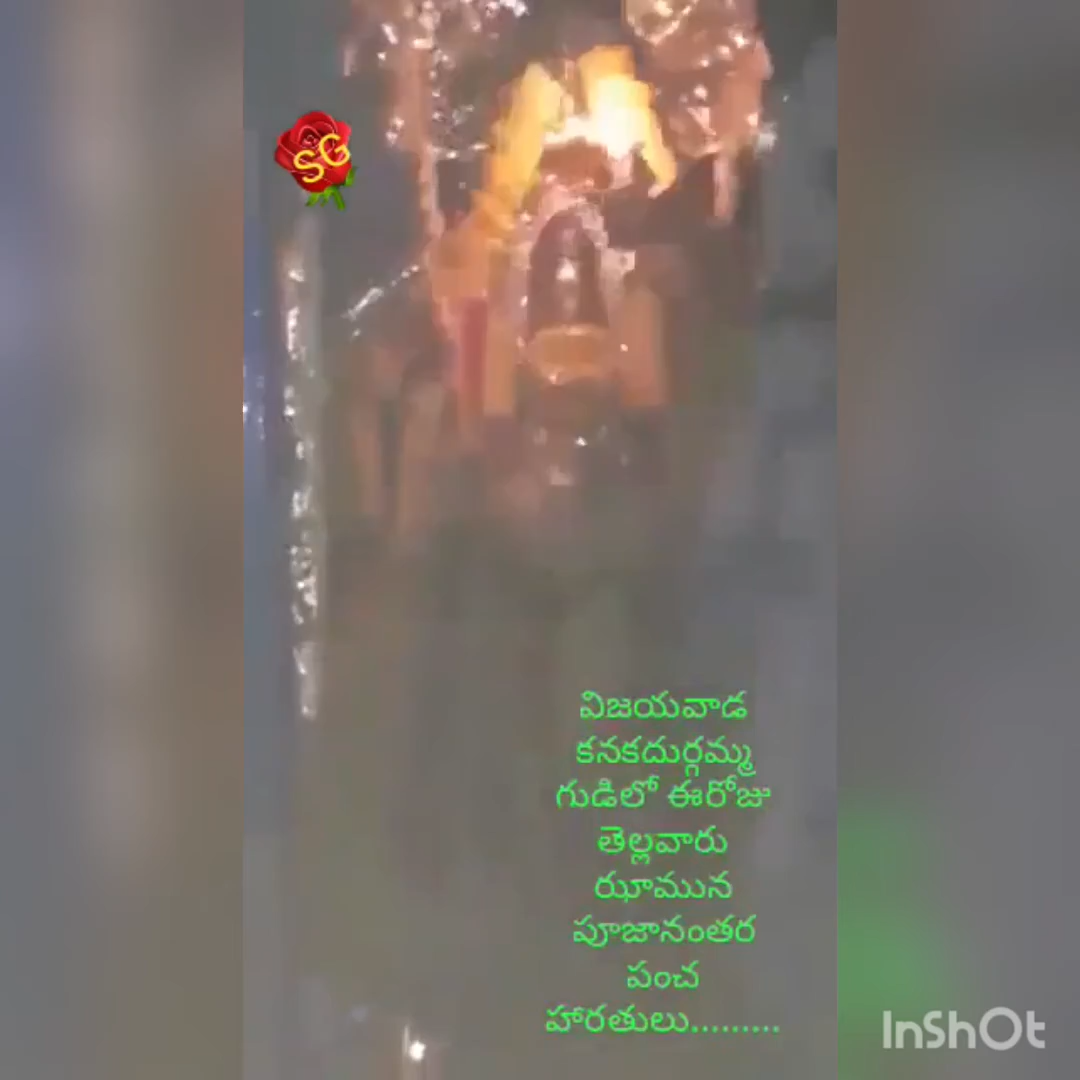 SG
విజయవాడ
కనకదుర్గమ్మ
గుడిలో ఈరోజు
తెల్లవారు
ఝామున
పూజానంతర
పంచ
హారతులు.........
InShOt